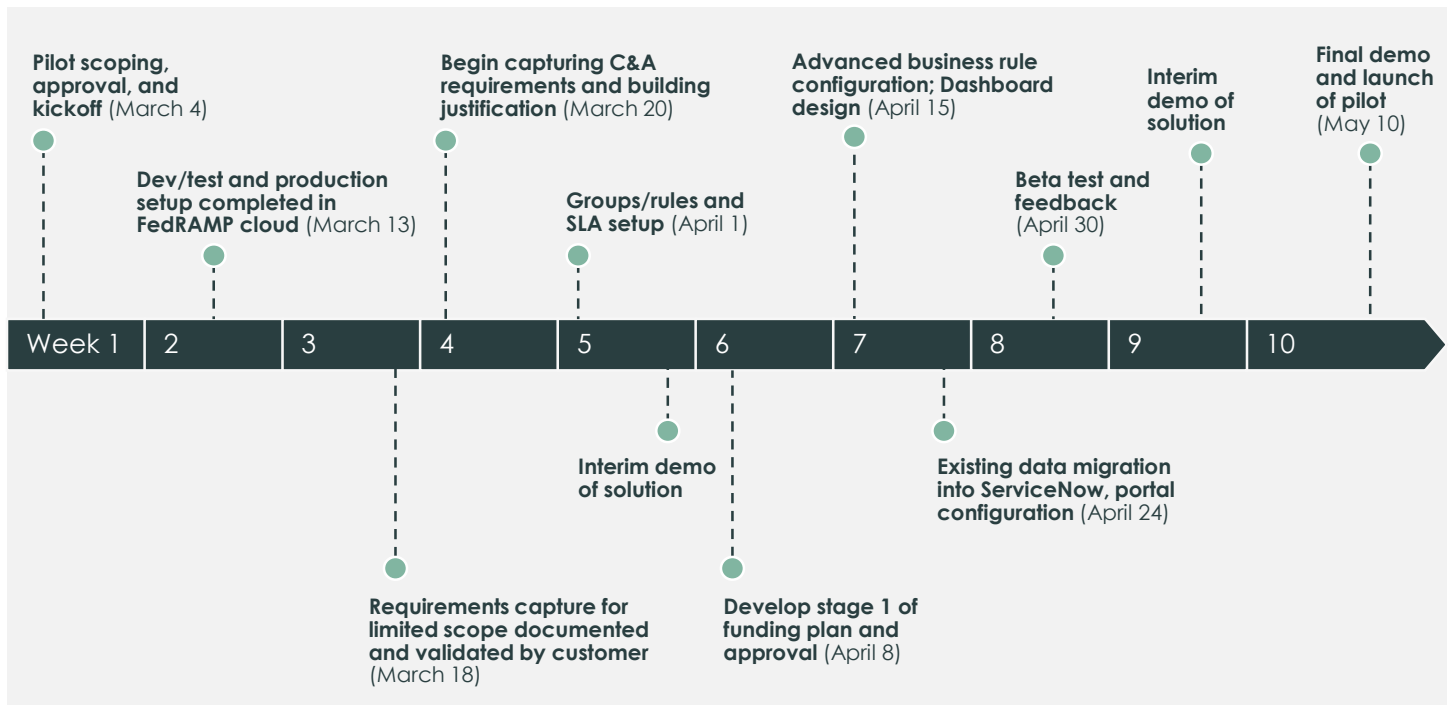 Pilot scoping,
approval, and
kickoff (March 4)
Dev/test and production
setup completed in
FedRAMP cloud (March 13)
Begin capturing C&A
requirements and building
justification (March 20)
Groups/rules and
SLA setup (April 1)
Advanced business rule
configuration; Dashboard
design (April 15)
Beta test and
feedback
(April 30)
Interim
demo of
solution
Final demo
and launch
of pilot
(May 10)
Week 1
2
3
4
5
6
7
8
9
10
Requirements capture for
limited scope documented
and validated by customer
(March 18)
Interim demo
of solution
Develop stage 1 of
funding plan and
approval (April 8)
Existing data migration
into ServiceNow, portal
configuration (April 24)